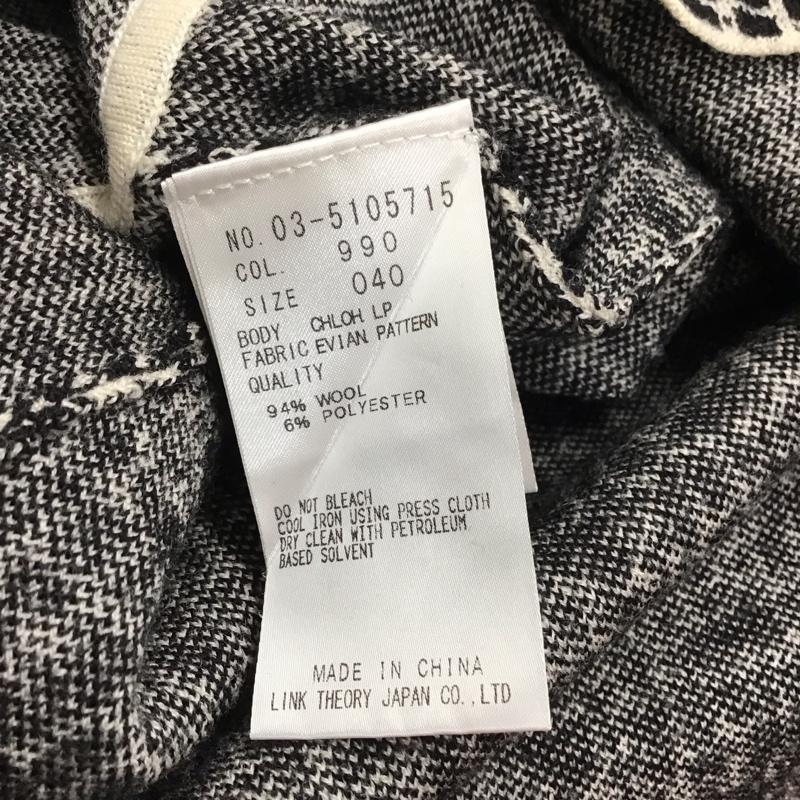 NO. 03-5105715
COL. 990
SIZE 040
BODY CHLOH LP
FABRIC EVIAN PATTERN
QUALITY
94% WOOL
6% POLYESTER
DO NOT BLEACH
COOL IRON USING PRESS CLOTH
DRY CLEAN WITH PETROLEUM
BASED SOLVENT
MADE IN CHINA
LINK THEORY JAPAN CO.,LTD